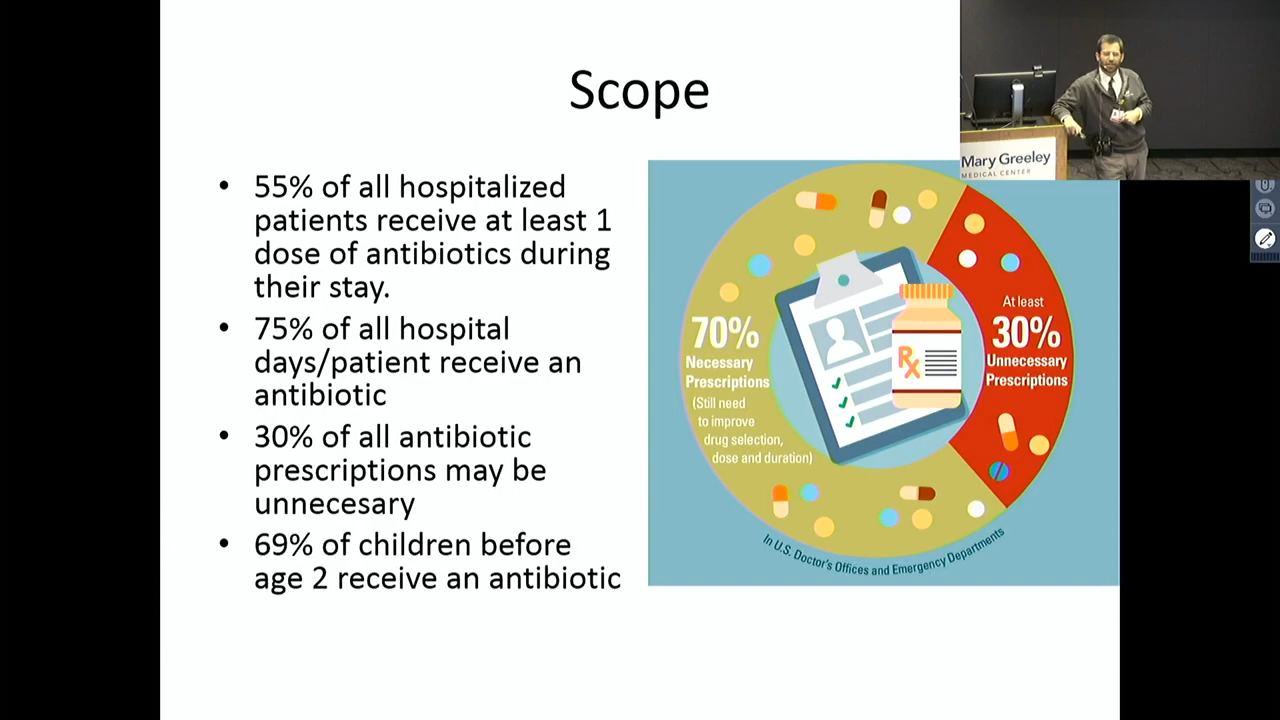 Scope
• 55% of all hospitalized
patients receive at least 1
dose of antibiotics during
their stay.
• 75% of all hospital
days/patient receive an
antibiotic
• 30% of all antibiotic
prescriptions may be
unnecesary
• 69% of children before
age 2 receive an antibiotic
70%
Necessary
Prescriptions
(Still need
to improve
drug selection,
dose and duration)
Rx
At least
30%
Unnecessary
Prescriptions
In U.S. Doctor's Offices and Emergency Departments
Mary Greeley
MEDICAL CENTER